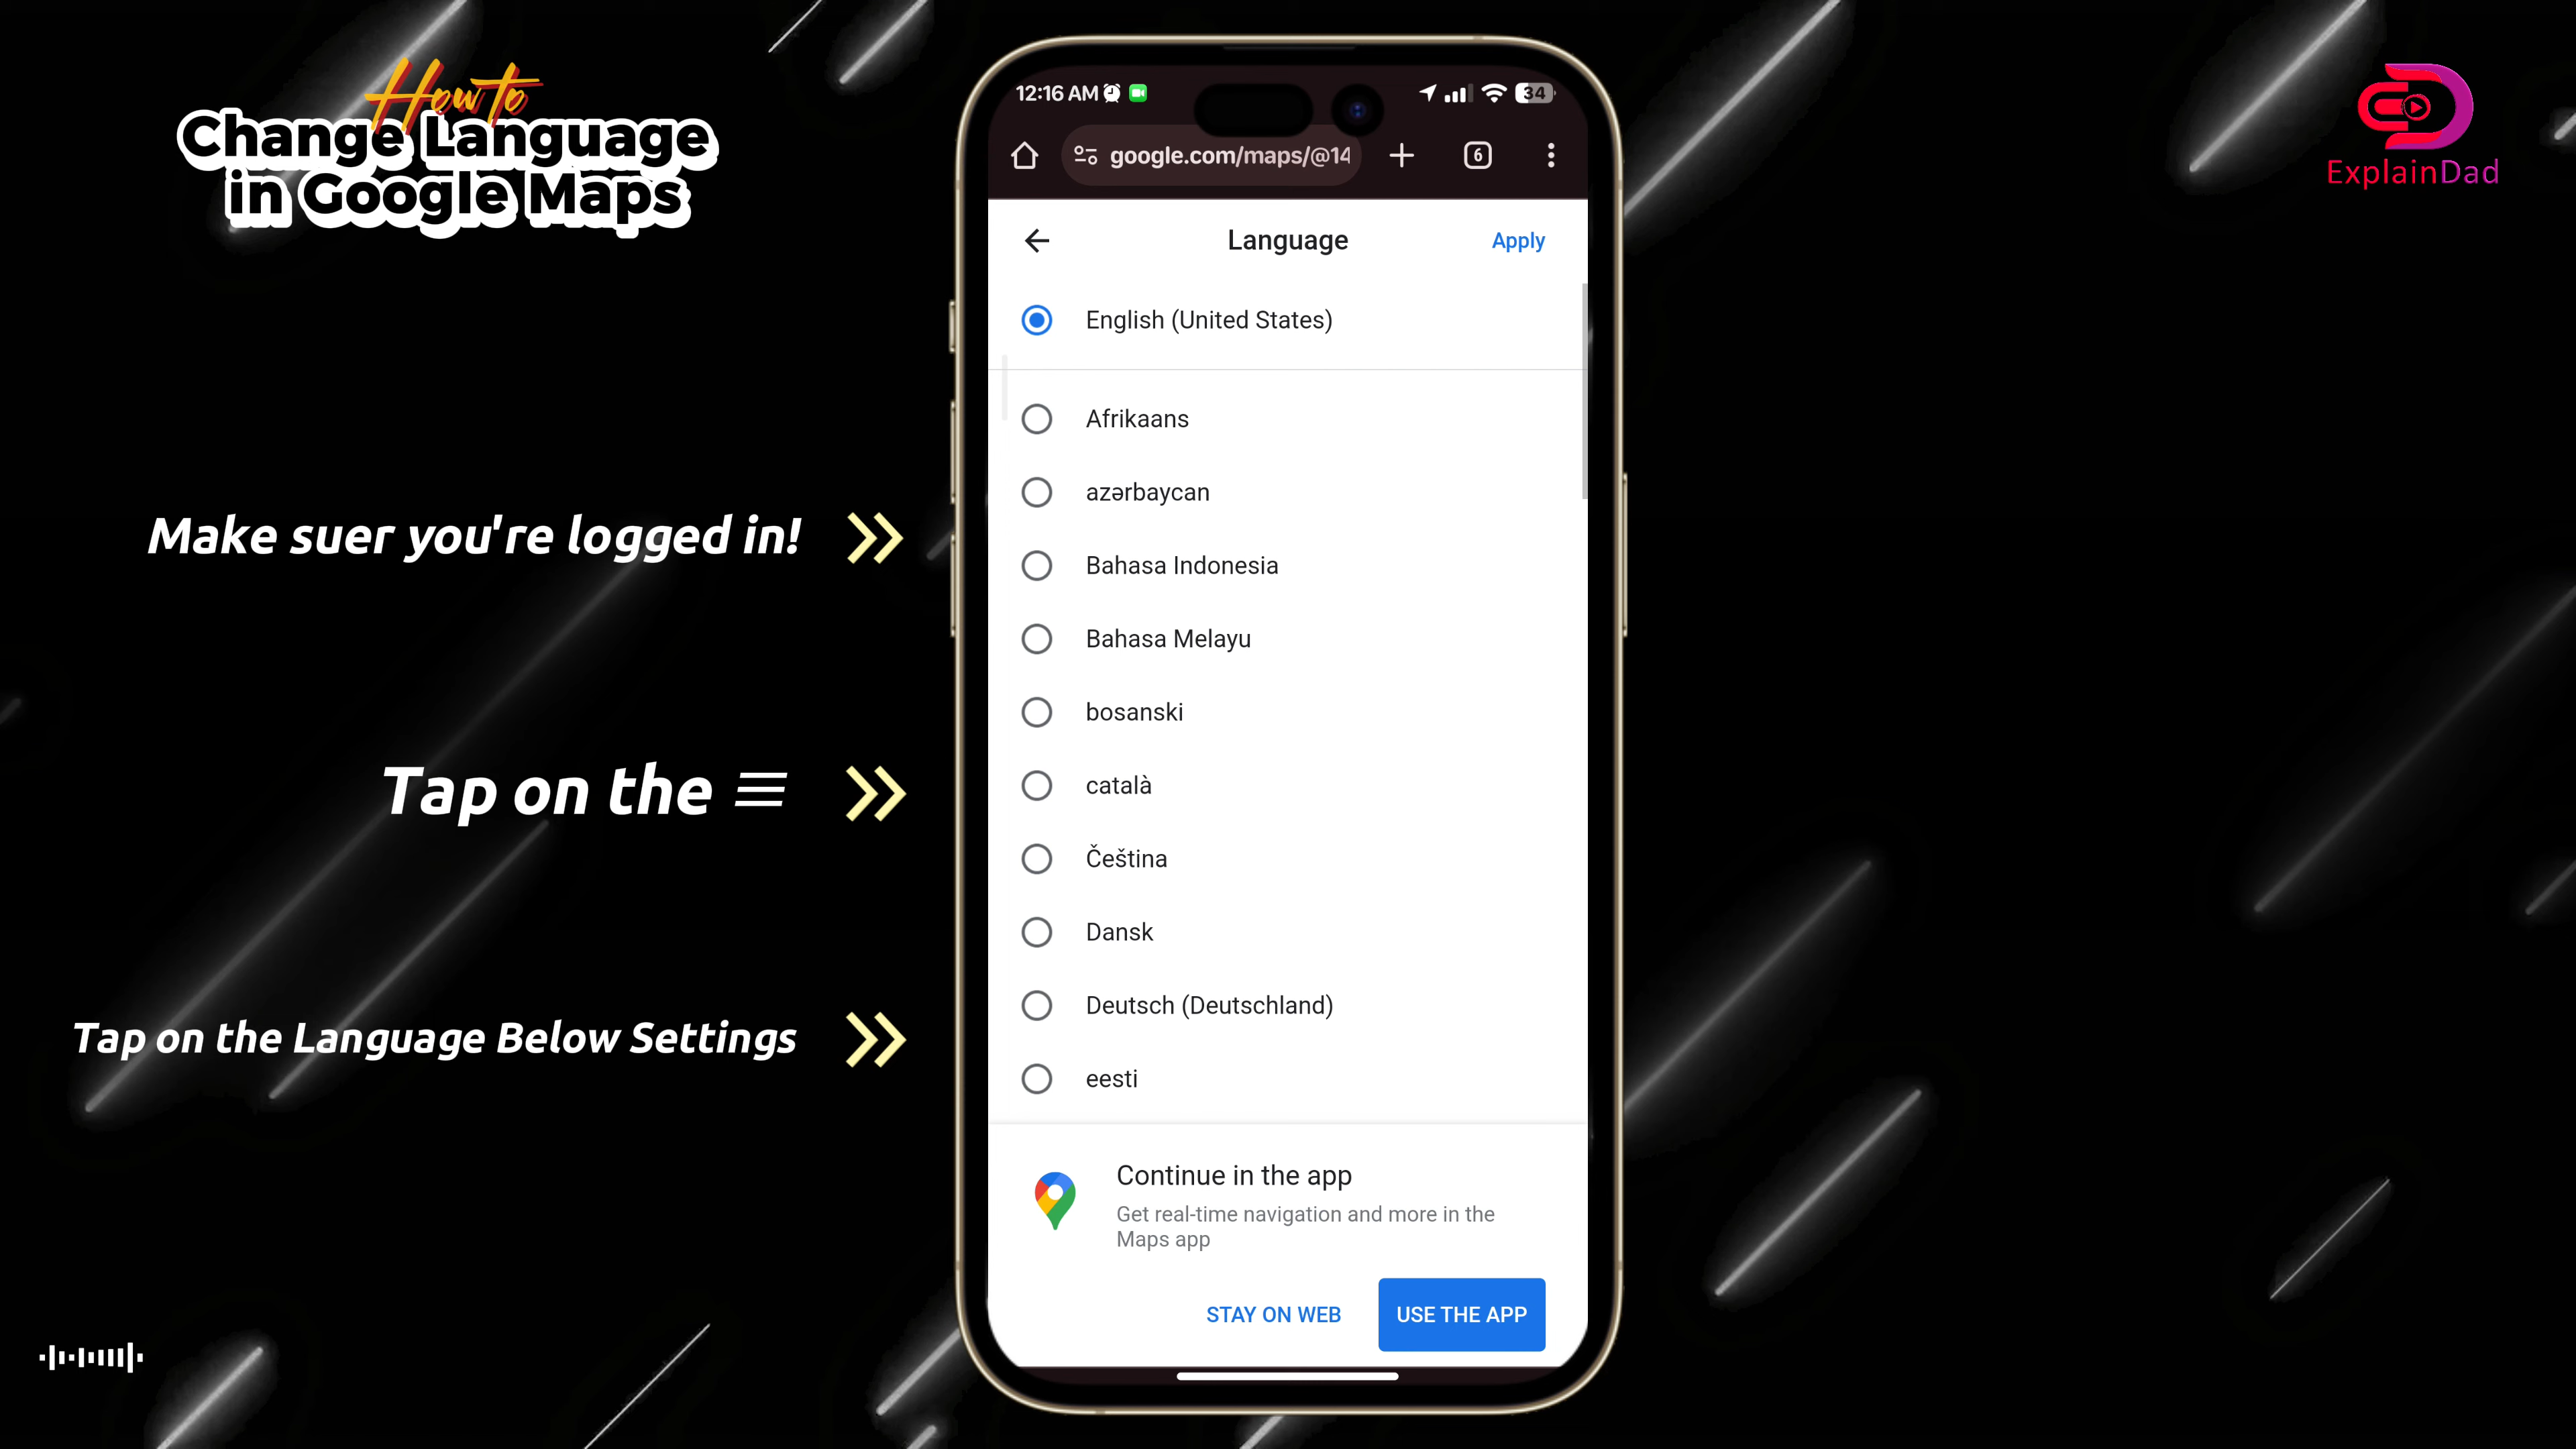 How to
Change Language
in Google Maps
ExplainDad
Make suer you're logged in!
Tap on the ☰
Tap on the Language Below Settings
12:16 AM
34
google.com/maps/@14
6
Language
Apply
English (United States)
Afrikaans
azərbaycan
Bahasa Indonesia
Bahasa Melayu
bosanski
català
Čeština
Dansk
Deutsch (Deutschland)
eesti
Continue in the app
Get real-time navigation and more in the
Maps app
STAY ON WEB
USE THE APP